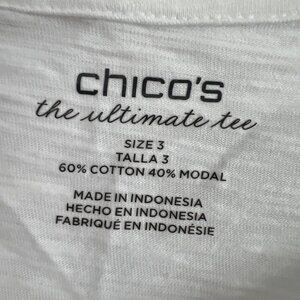 chico's
the ultimate tee
SIZE 3
TALLA 3
60% COTTON 40% MODAL
MADE IN INDONESIA
HECHO EN INDONESIA
FABRIQUÉ EN INDONÉSIE